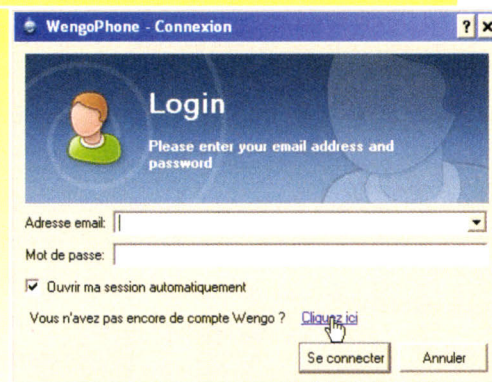 WengoPhone - Connexion
Login
Please enter your email address and
password
Adresse email:
Mot de passe:
Ouvrir ma session automatiquement
Vous n'avez pas encore de compte Wengo ? Cliquez ici
Se connecter Annuler